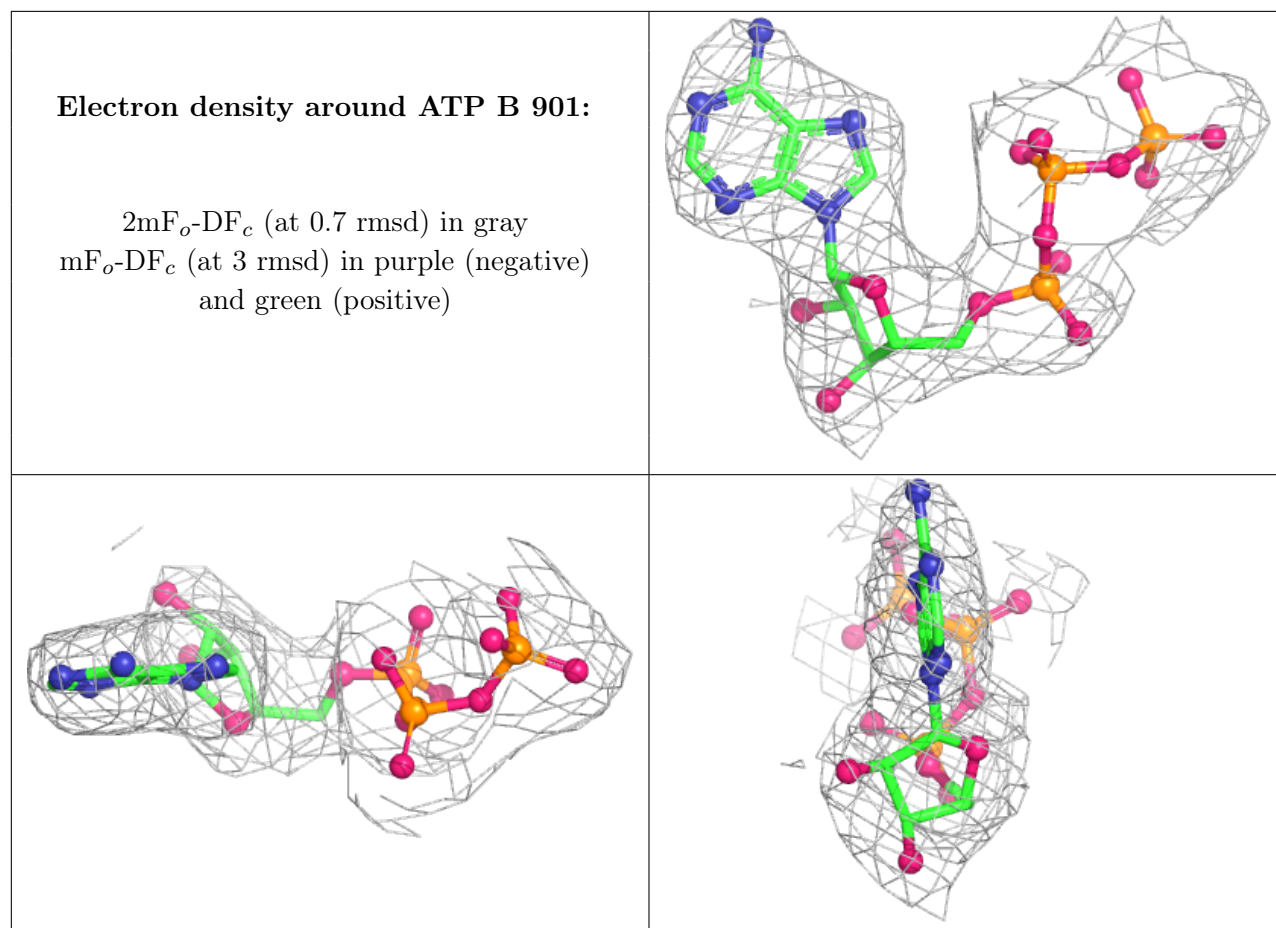 Electron density around ATP B 901:
2mFo-DFc (at 0.7 rmsd) in gray
mFo-DFc (at 3 rmsd) in purple (negative)
and green (positive)